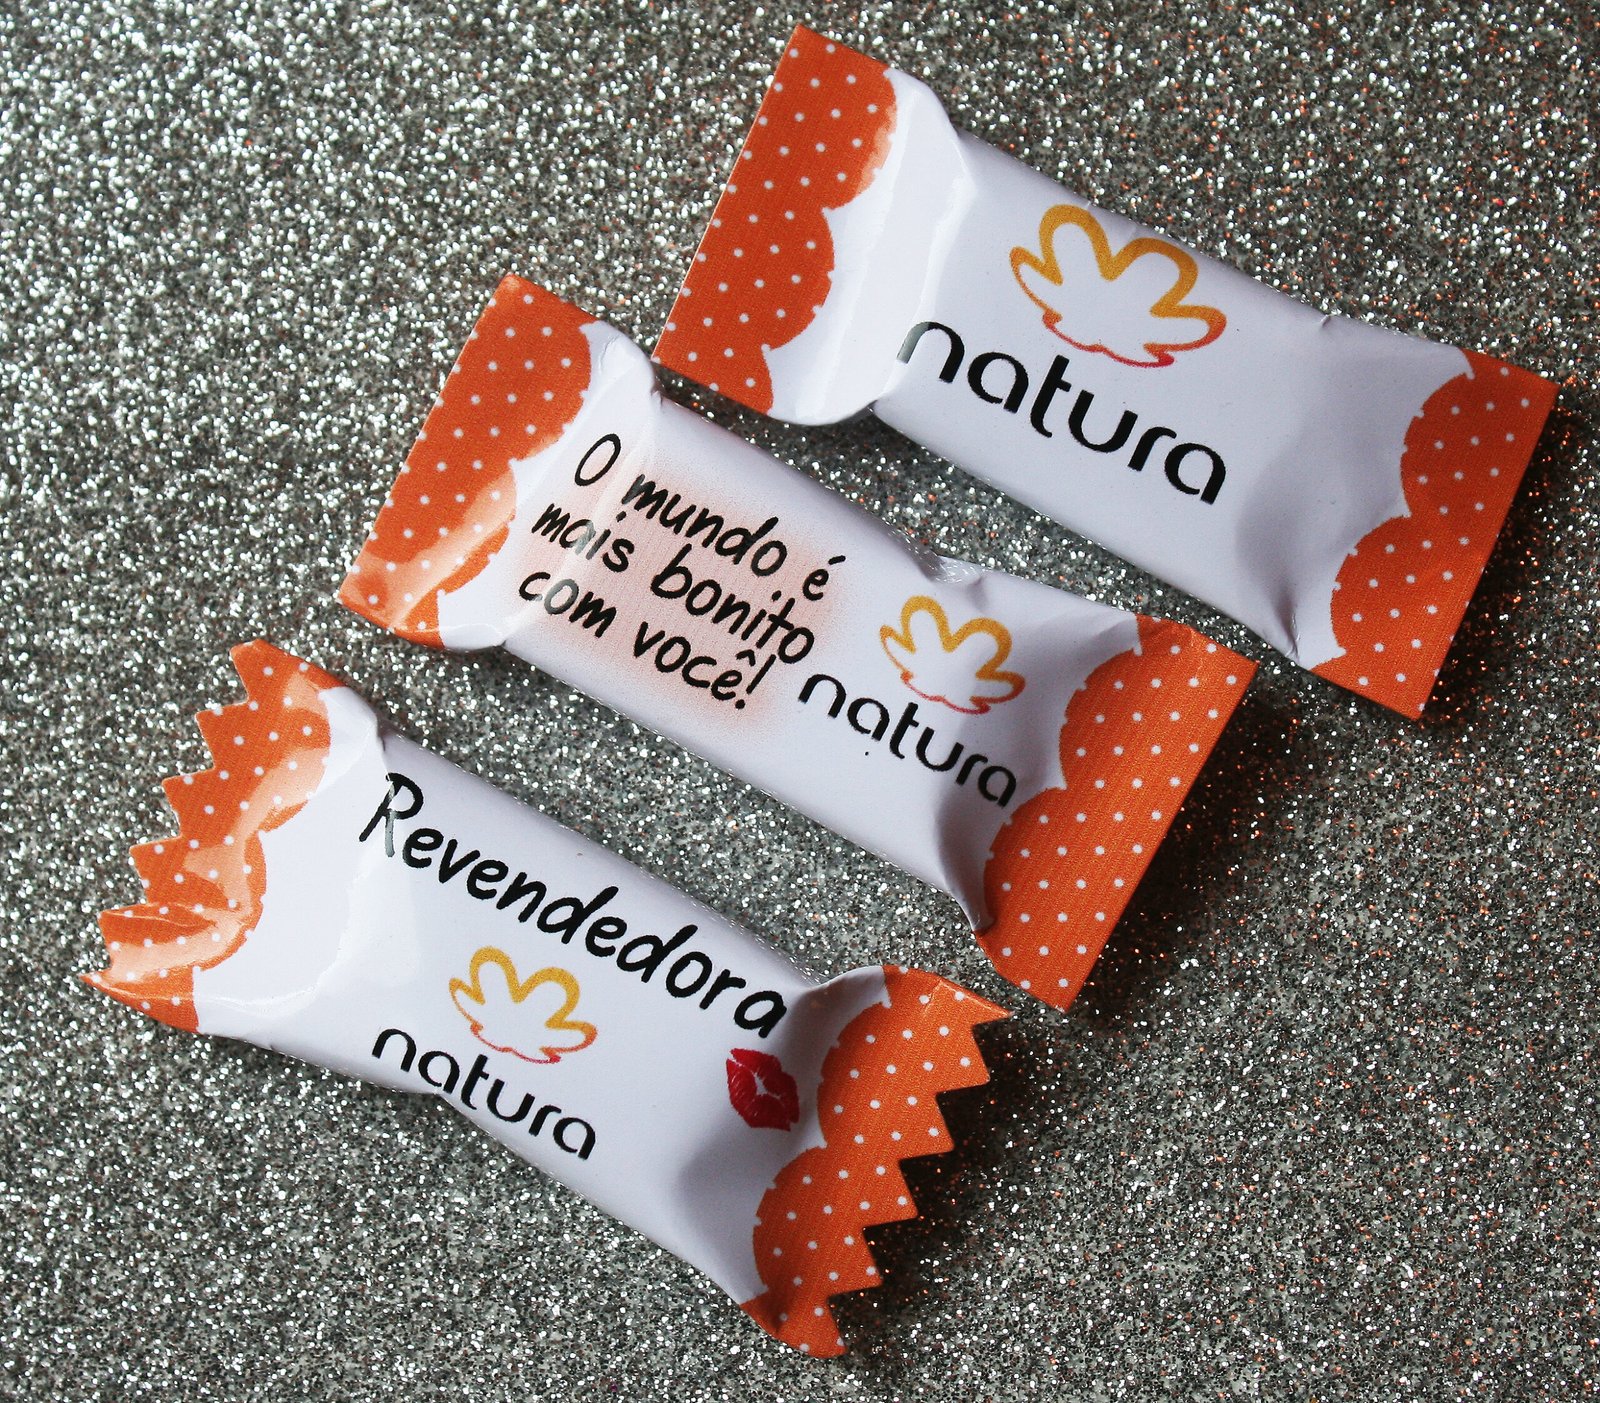 natura
O mundo é
mais bonito
com você!
natura
Revendedora
natura